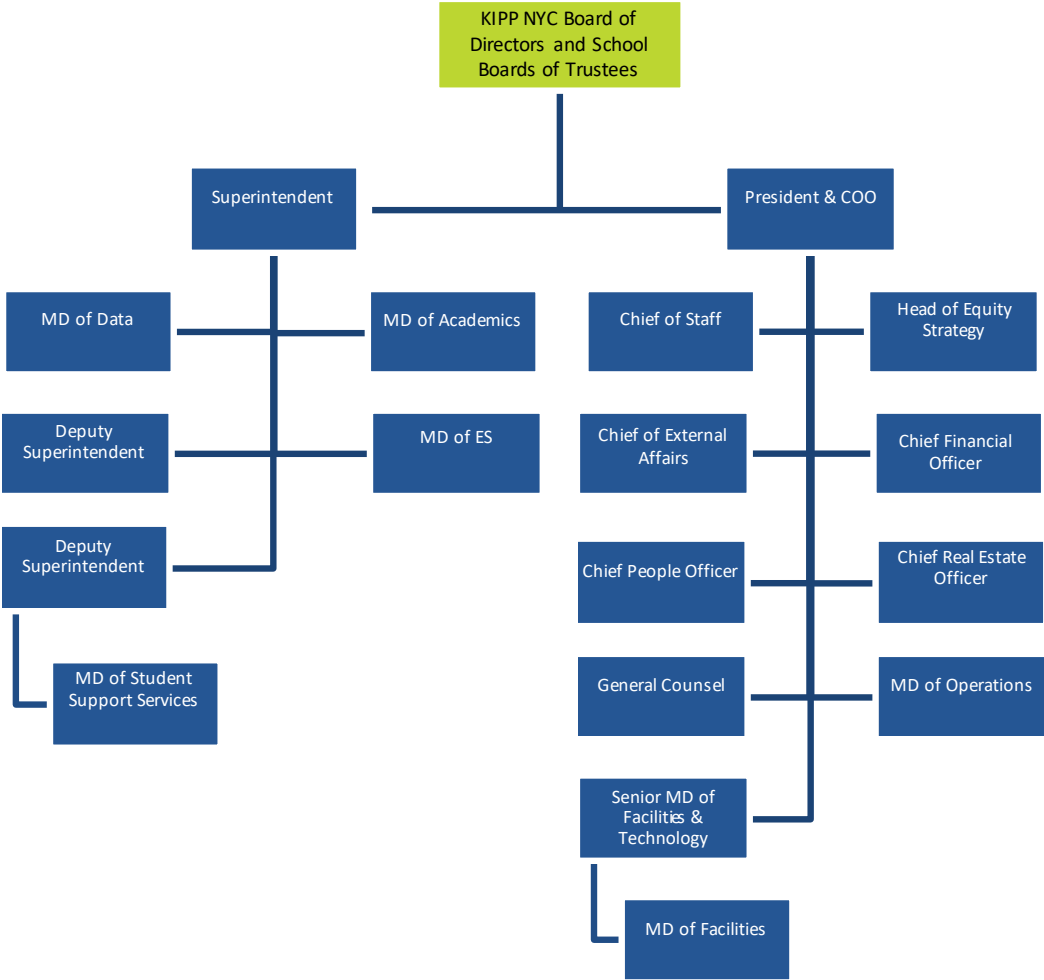 KIPP NYC Board of
Directors and School
Boards of Trustees
Superintendent
President & COO
MD of Data
MD of Academics
Chief of Staff
Head of Equity
Strategy
Deputy
Superintendent
MD of ES
Chief of External
Affairs
Chief Financial
Officer
Deputy
Superintendent
Chief People Officer
Chief Real Estate
Officer
MD of Student
Support Services
General Counsel
MD of Operations
Senior MD of
Facilities &
Technology
MD of Facilities